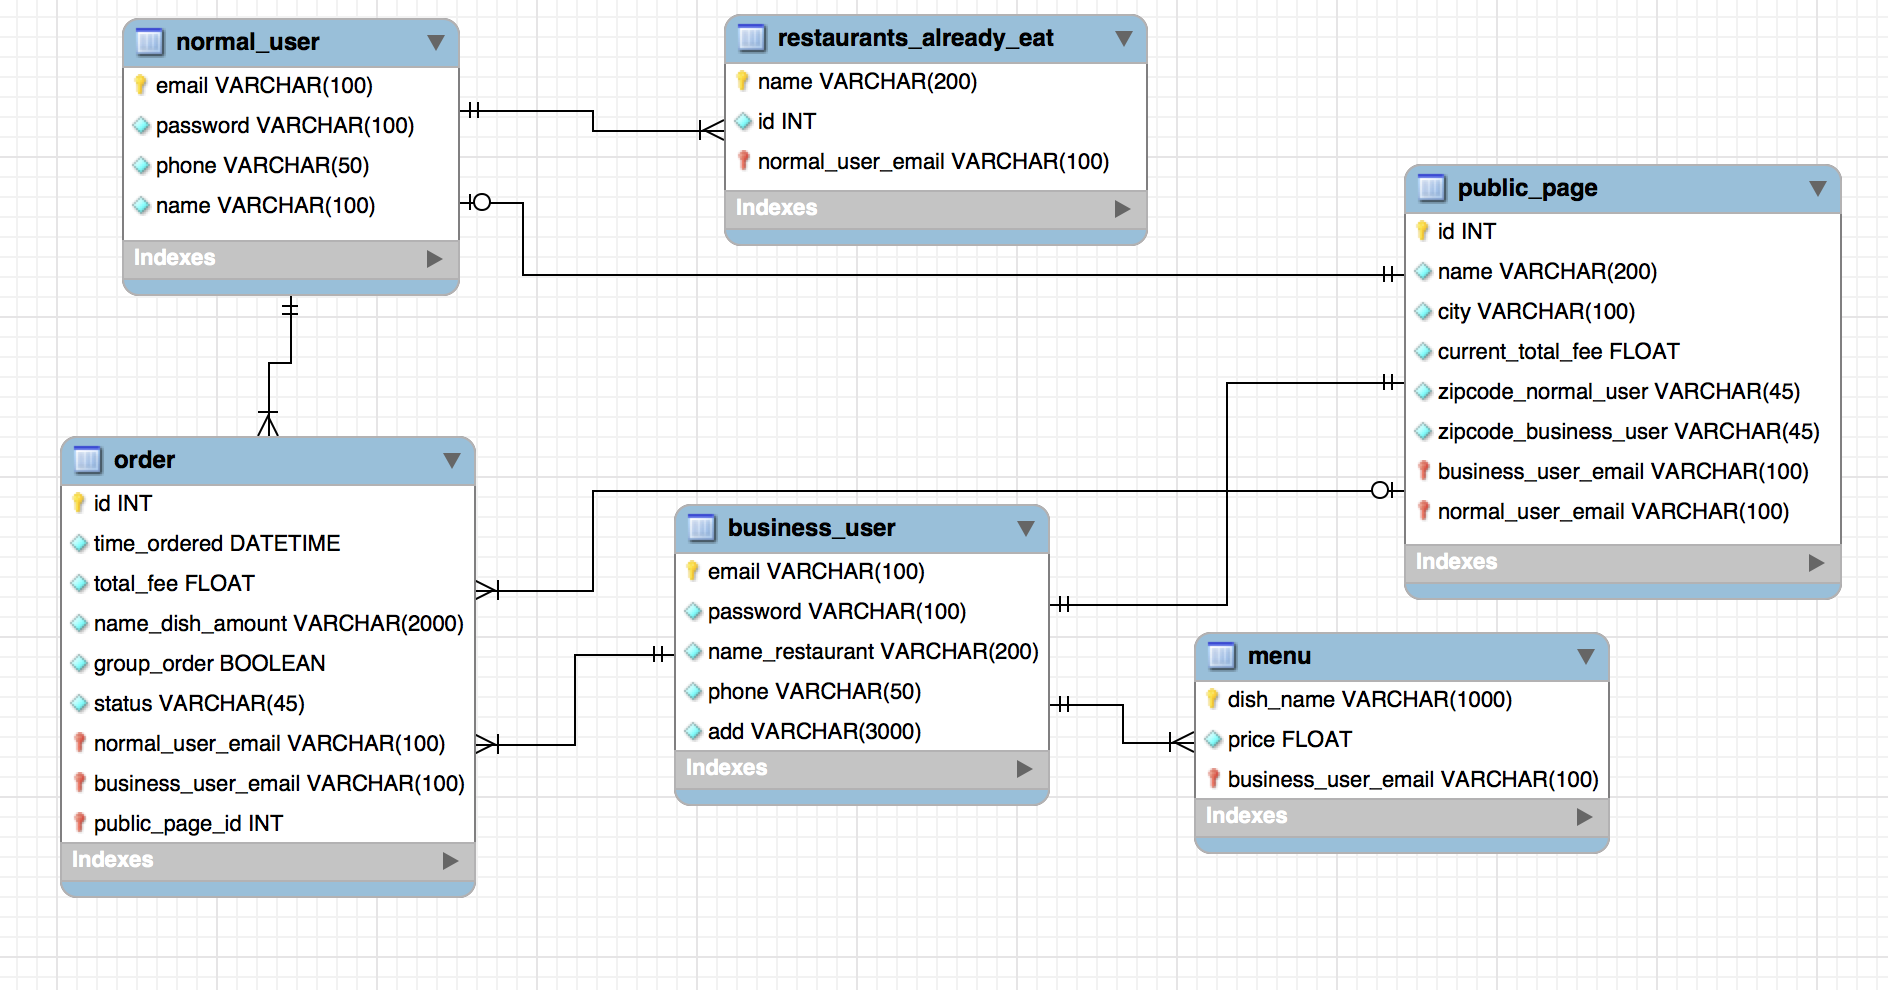 normal_user
email VARCHAR(100)
password VARCHAR(100)
phone VARCHAR(50)
name VARCHAR(100)
Indexes
restaurants_already_eat
name VARCHAR(200)
id INT
normal_user_email VARCHAR(100)
Indexes
public_page
id INT
name VARCHAR(200)
city VARCHAR(100)
current_total_fee FLOAT
zipcode_normal_user VARCHAR(45)
zipcode_business_user VARCHAR(45)
business_user_email VARCHAR(100)
normal_user_email VARCHAR(100)
Indexes
order
id INT
time_ordered DATETIME
total_fee FLOAT
name_dish_amount VARCHAR(2000)
group_order BOOLEAN
status VARCHAR(45)
normal_user_email VARCHAR(100)
business_user_email VARCHAR(100)
public_page_id INT
Indexes
business_user
email VARCHAR(100)
password VARCHAR(100)
name_restaurant VARCHAR(200)
phone VARCHAR(50)
add VARCHAR(3000)
Indexes
menu
dish_name VARCHAR(1000)
price FLOAT
business_user_email VARCHAR(100)
Indexes